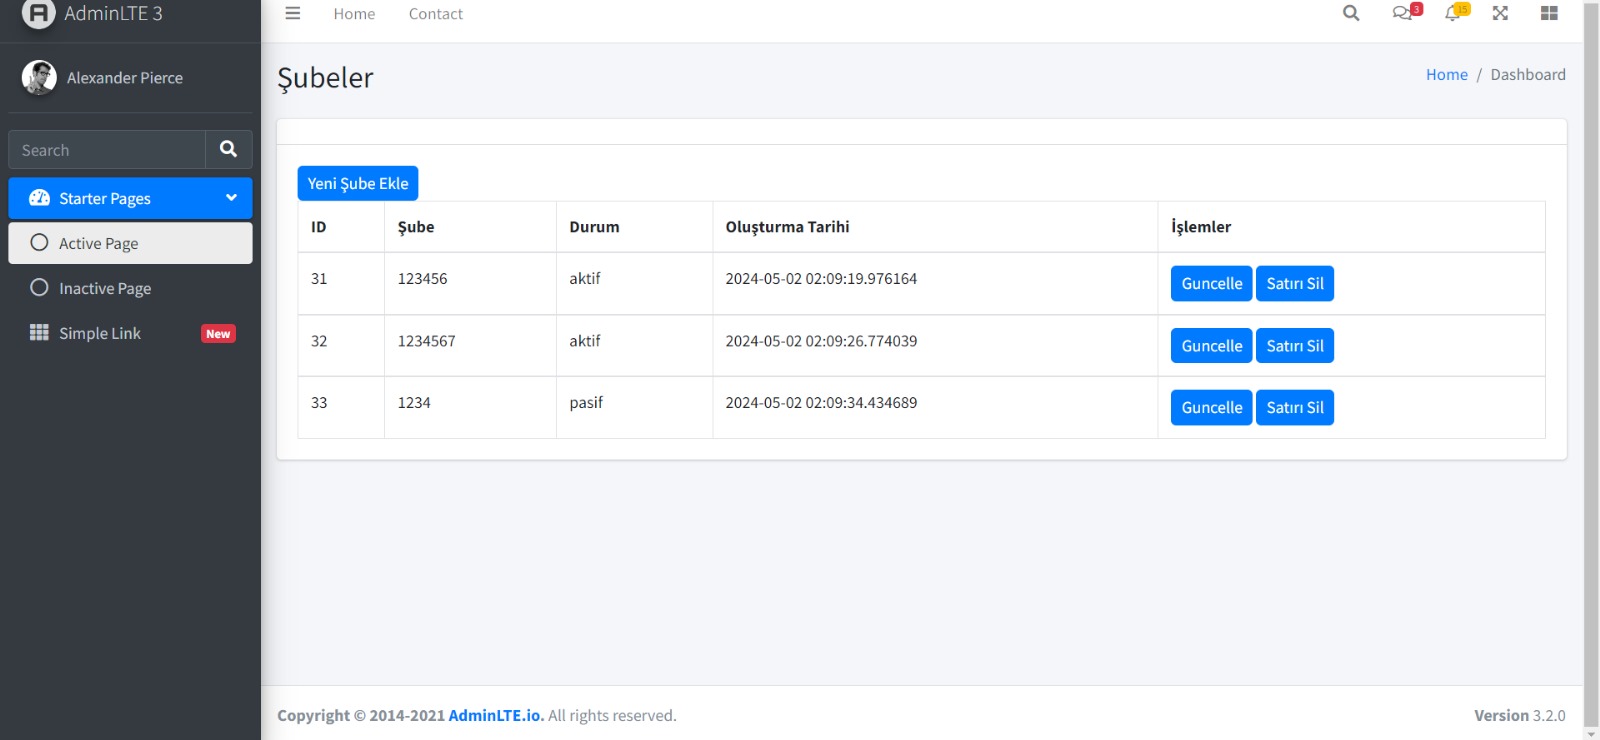 AdminLTE 3
Home
Contact
3
15
Alexander Pierce
Şubeler
Home / Dashboard
Search
Starter Pages
Active Page
Inactive Page
Simple Link
New
Yeni Şube Ekle
ID Şube Durum Oluşturma Tarihi İşlemler
31 123456 aktif 2024-05-02 02:09:19.976164 Guncelle Satırı Sil
32 1234567 aktif 2024-05-02 02:09:26.774039 Guncelle Satırı Sil
33 1234 pasif 2024-05-02 02:09:34.434689 Guncelle Satırı Sil
Copyright © 2014-2021 AdminLTE.io. All rights reserved.
Version 3.2.0